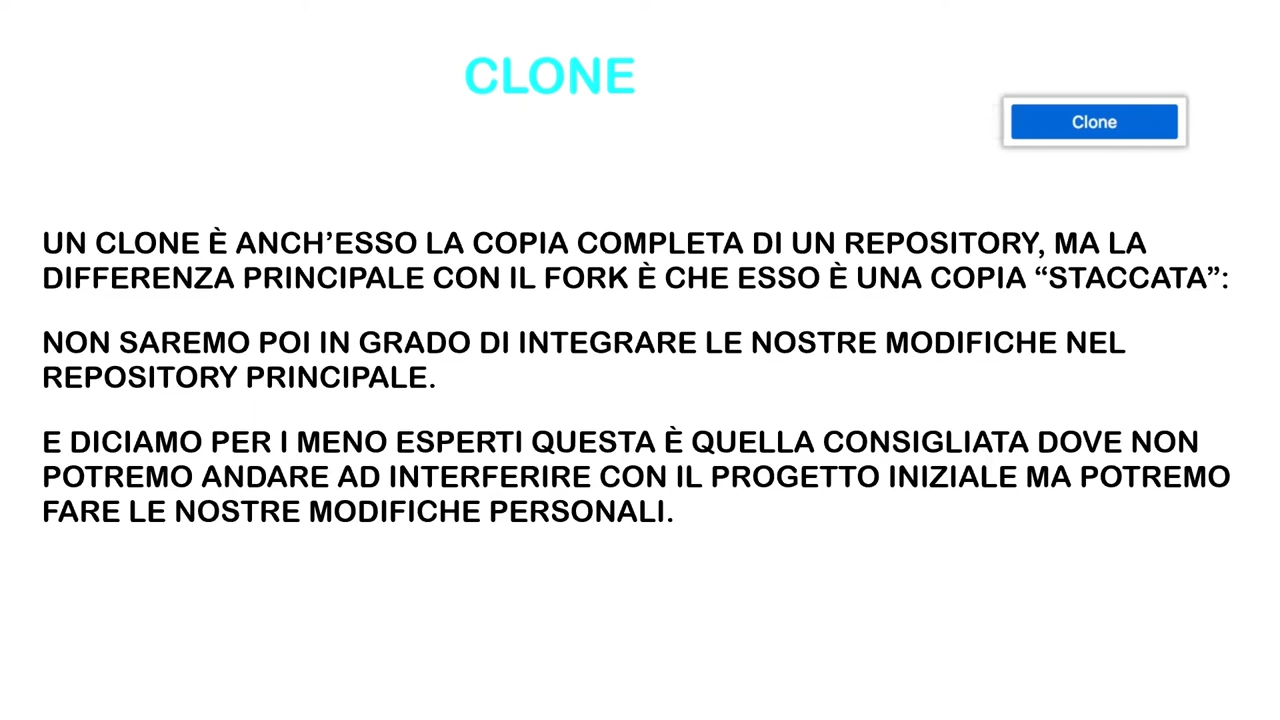 CLONE
Clone
UN CLONE È ANCH’ESSO LA COPIA COMPLETA DI UN REPOSITORY, MA LA
DIFFERENZA PRINCIPALE CON IL FORK È CHE ESSO È UNA COPIA “STACCATA”:
NON SAREMO POI IN GRADO DI INTEGRARE LE NOSTRE MODIFICHE NEL
REPOSITORY PRINCIPALE.
E DICIAMO PER I MENO ESPERTI QUESTA È QUELLA CONSIGLIATA DOVE NON
POTREMO ANDARE AD INTERFERIRE CON IL PROGETTO INIZIALE MA POTREMO
FARE LE NOSTRE MODIFICHE PERSONALI.